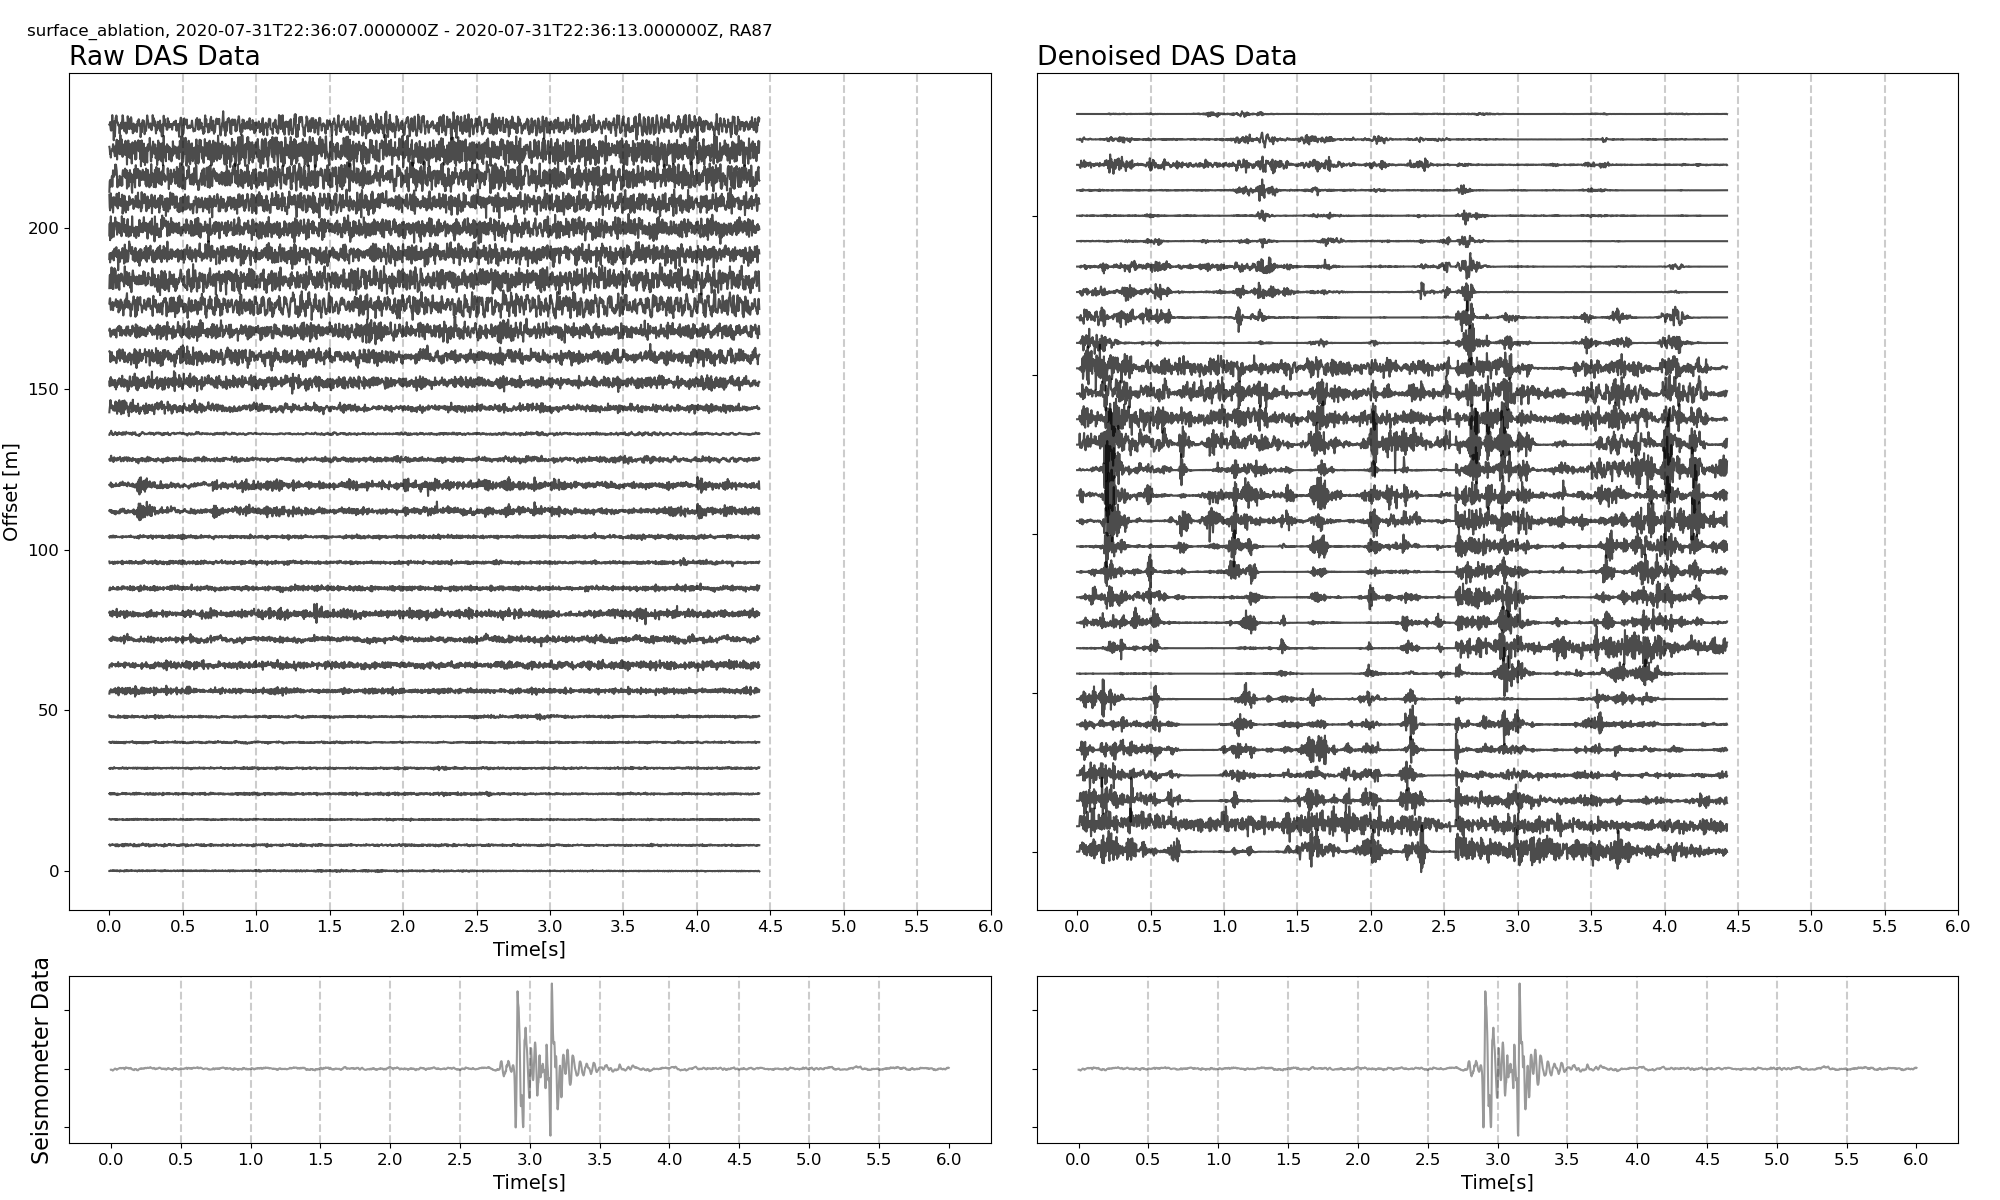 surface_ablation, 2020-07-31T22:36:07.000000Z - 2020-07-31T22:36:13.000000Z, RA87
Raw DAS Data
Denoised DAS Data
Offset [m]
200
150
100
50
0
0.0 0.5 1.0 1.5 2.0 2.5 3.0 3.5 4.0 4.5 5.0 5.5 6.0
Time[s]
0.0 0.5 1.0 1.5 2.0 2.5 3.0 3.5 4.0 4.5 5.0 5.5 6.0
Seismometer Data
0.0 0.5 1.0 1.5 2.0 2.5 3.0 3.5 4.0 4.5 5.0 5.5 6.0
Time[s]
0.0 0.5 1.0 1.5 2.0 2.5 3.0 3.5 4.0 4.5 5.0 5.5 6.0
Time[s]